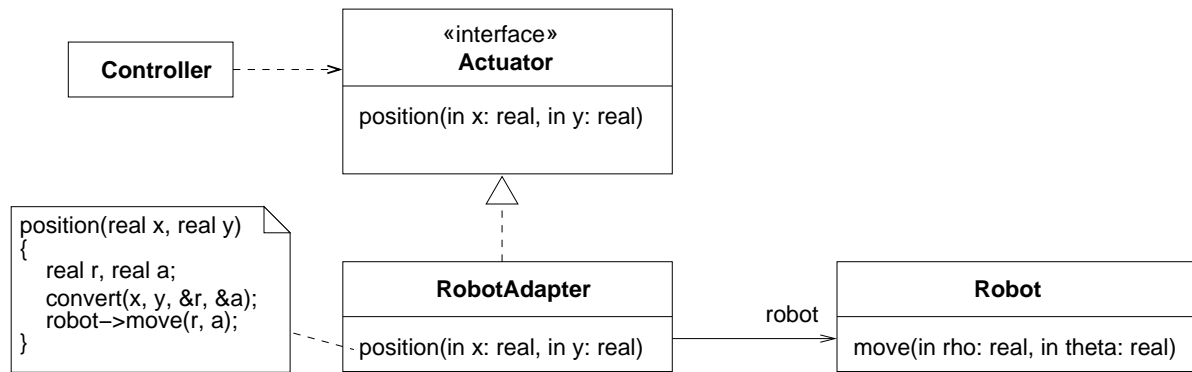 «interface»
Actuator
Controller
position(in x: real, in y: real)
position(real x, real y)
{
real r, real a;
convert(x, y, &r, &a);
robot−>move(r, a);
}
RobotAdapter
position(in x: real, in y: real)
robot
Robot
move(in rho: real, in theta: real)